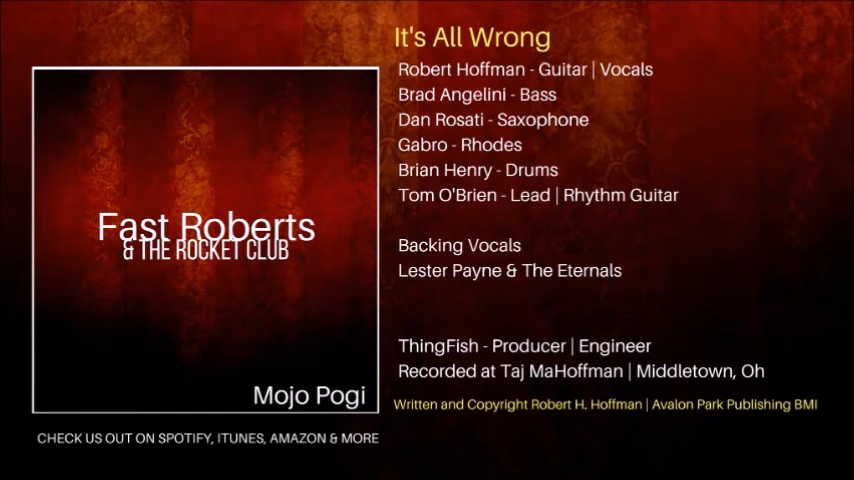 It's All Wrong
Robert Hoffman - Guitar | Vocals
Brad Angelini - Bass
Dan Rosati - Saxophone
Gabro - Rhodes
Brian Henry - Drums
Tom O'Brien - Lead | Rhythm Guitar
Backing Vocals
Lester Payne & The Eternals
ThingFish - Producer | Engineer
Recorded at Taj MaHoffman | Middletown, Oh
Written and Copyright Robert H. Hoffman | Avalon Park Publishing BMI
Fast Roberts
& THE ROCKET CLUB
Mojo Pogi
CHECK US OUT ON SPOTIFY, ITUNES, AMAZON & MORE